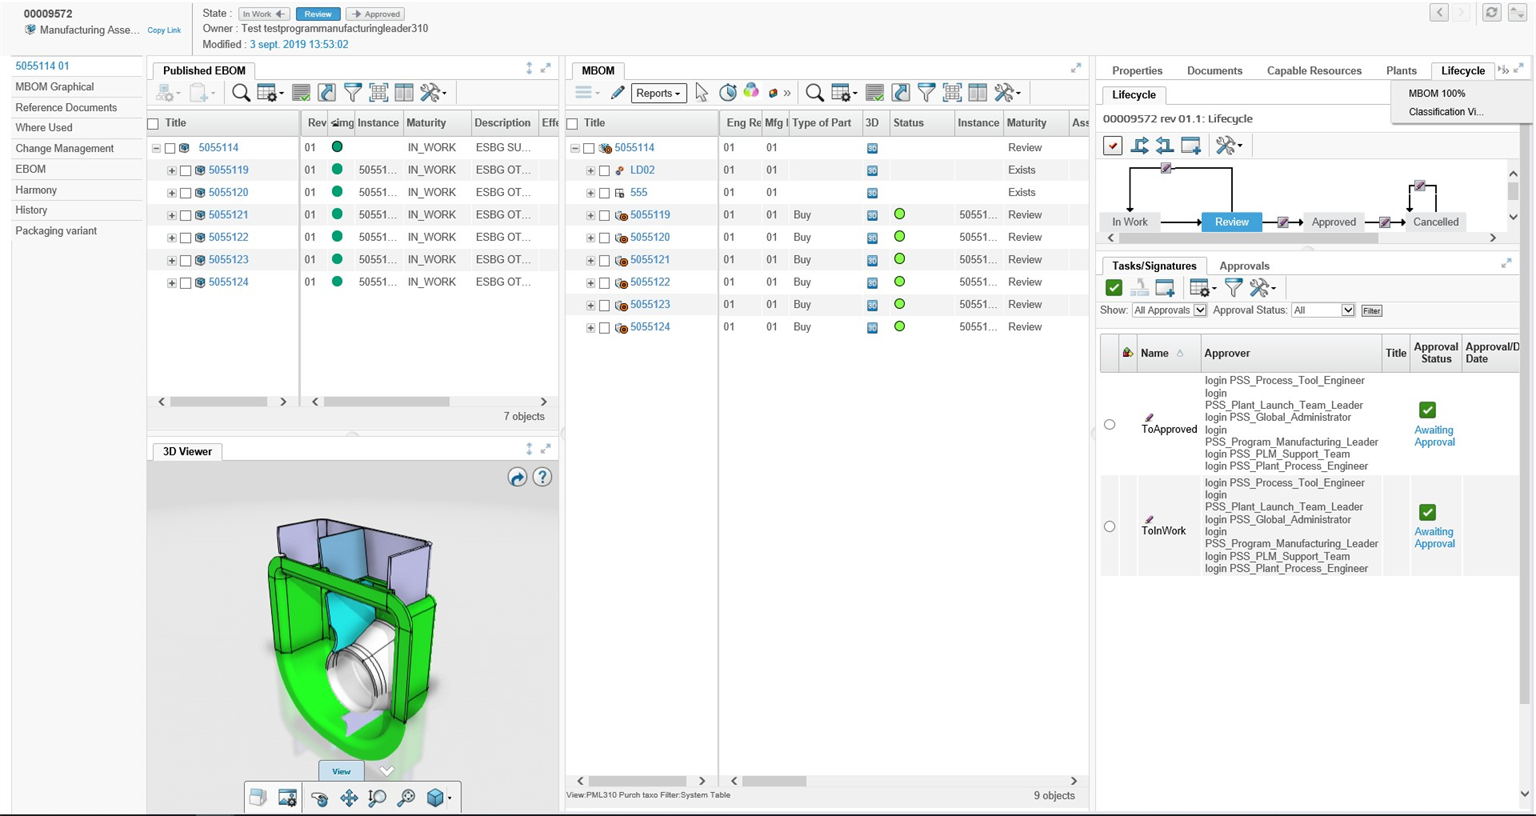 00009572
Manufacturing Asse...
Copy Link
State : In Work Review Approved
Owner : Test testprogrammanufacturingleader310
Modified : 3 sept. 2019 13:53:02
5055114 01
MBOM Graphical
Reference Documents
Where Used
Change Management
EBOM
Harmony
History
Packaging variant
Published EBOM
Title Rev Img Instance Maturity Description Effe
5055114 01 IN_WORK ESBG SU...
5055119 01 50551... IN_WORK ESBG OT...
5055120 01 50551... IN_WORK ESBG OT...
5055121 01 50551... IN_WORK ESBG OT...
5055122 01 50551... IN_WORK ESBG OT...
5055123 01 50551... IN_WORK ESBG OT...
5055124 01 50551... IN_WORK ESBG OT...
7 objects
3D Viewer
?
View
MBOM
Reports
»
Title Eng Re Mfg I Type of Part 3D Status Instance Maturity Ass
5055114 01 01 3D Review
LD02 01 01 3D Exists
555 01 01 3D Exists
5055119 01 01 Buy 3D 50551... Review
5055120 01 01 Buy 3D 50551... Review
5055121 01 01 Buy 3D 50551... Review
5055122 01 01 Buy 3D 50551... Review
5055123 01 01 Buy 3D 50551... Review
5055124 01 01 Buy 3D 50551... Review
View:PML310 Purch taxo Filter:System Table
9 objects
Properties Documents Capable Resources Plants Lifecycle
MBOM 100%
Classification Vi...
Lifecycle
00009572 rev 01.1: Lifecycle
In Work Review Approved Cancelled
Tasks/Signatures Approvals
Show: All Approvals Approval Status: All Filter
Name Approver Title Approval Status Approval/D Date
login PSS_Process_Tool_Engineer
login
PSS_Plant_Launch_Team_Leader
login PSS_Global_Administrator
login
PSS_Program_Manufacturing_Leader
login PSS_PLM_Support_Team
login PSS_Plant_Process_Engineer
ToApproved
Awaiting
Approval
login PSS_Process_Tool_Engineer
login
PSS_Plant_Launch_Team_Leader
login PSS_Global_Administrator
login
PSS_Program_Manufacturing_Leader
login PSS_PLM_Support_Team
login PSS_Plant_Process_Engineer
ToInWork
Awaiting
Approval